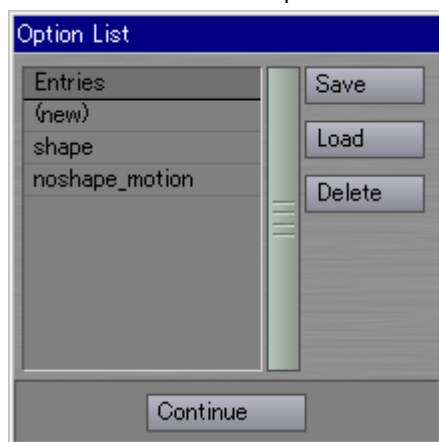 Option List
Entries
(new)
shape
noshape_motion
Save
Load
Delete
Continue